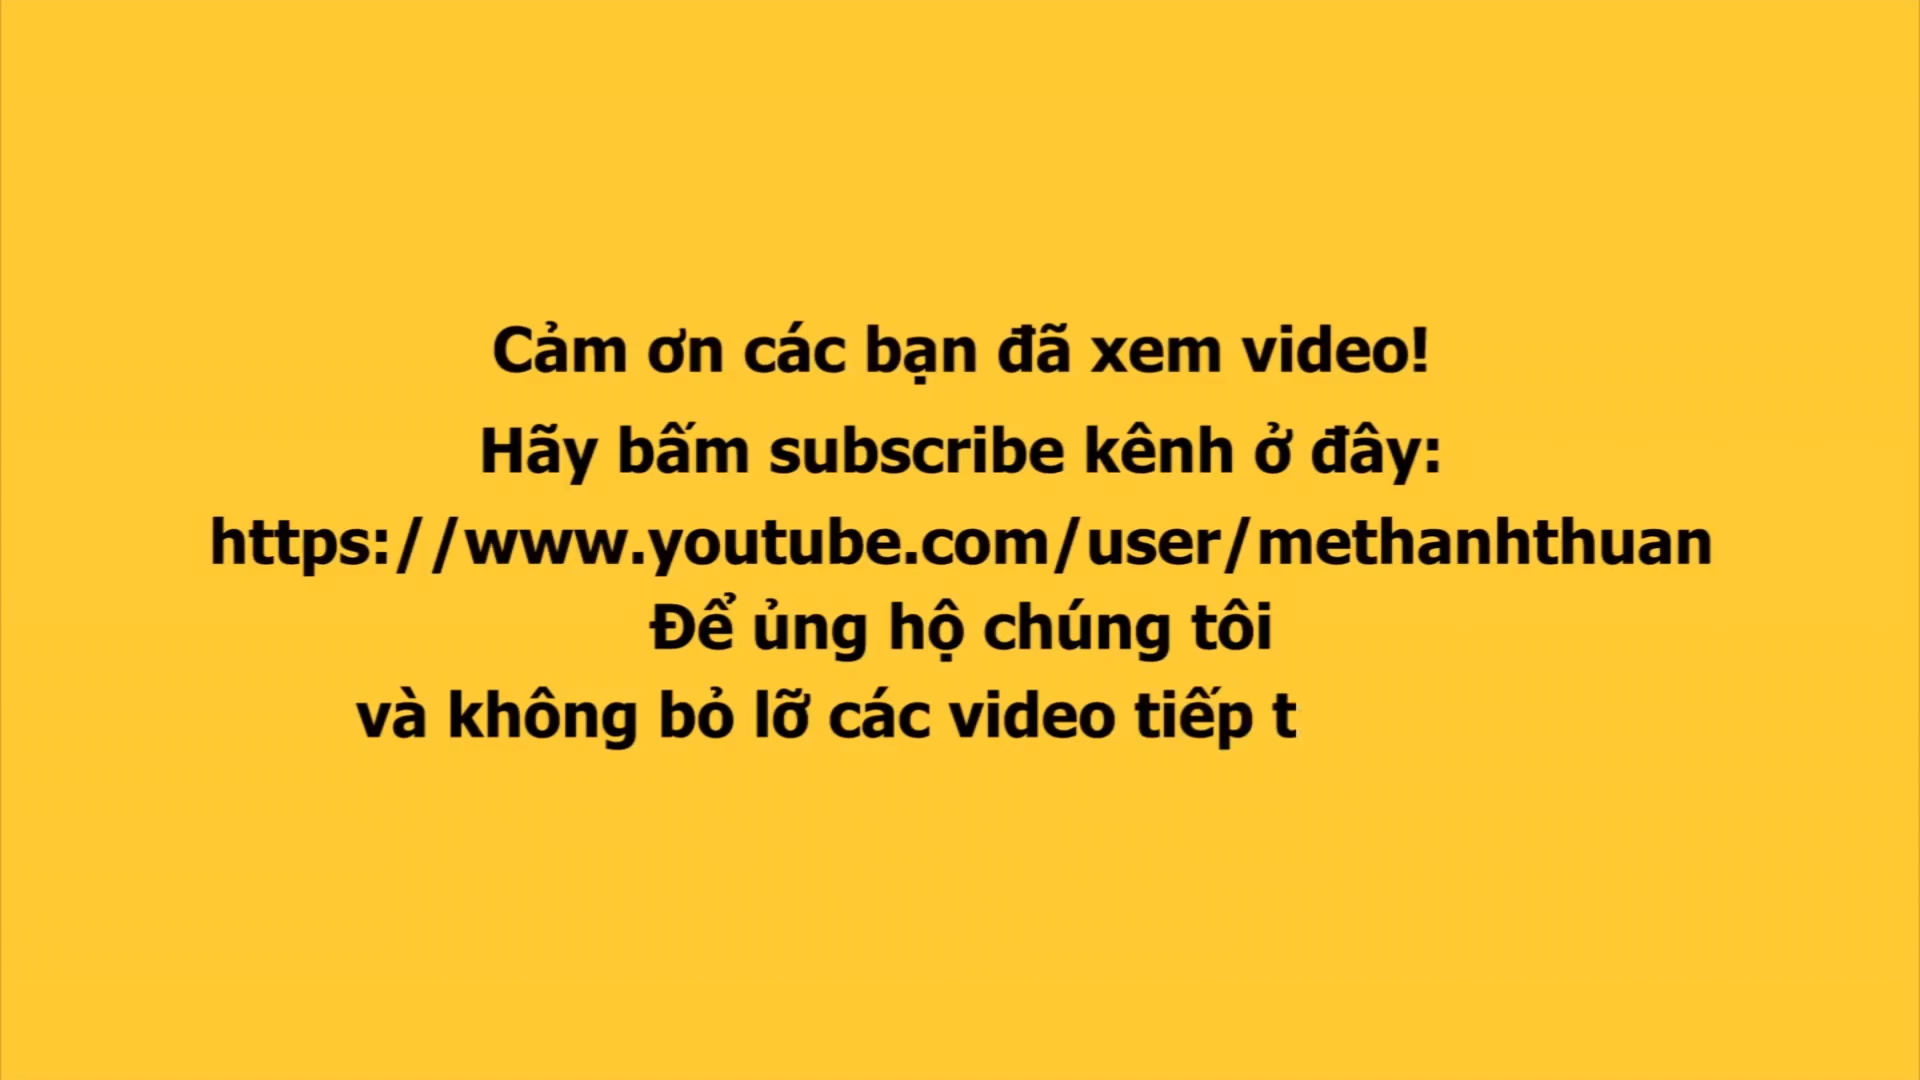 Cảm ơn các bạn đã xem video!
Hãy bấm subscribe kênh ở đây:
https://www.youtube.com/user/methanhthuan
Để ủng hộ chúng tôi
và không bỏ lỡ các video tiếp t